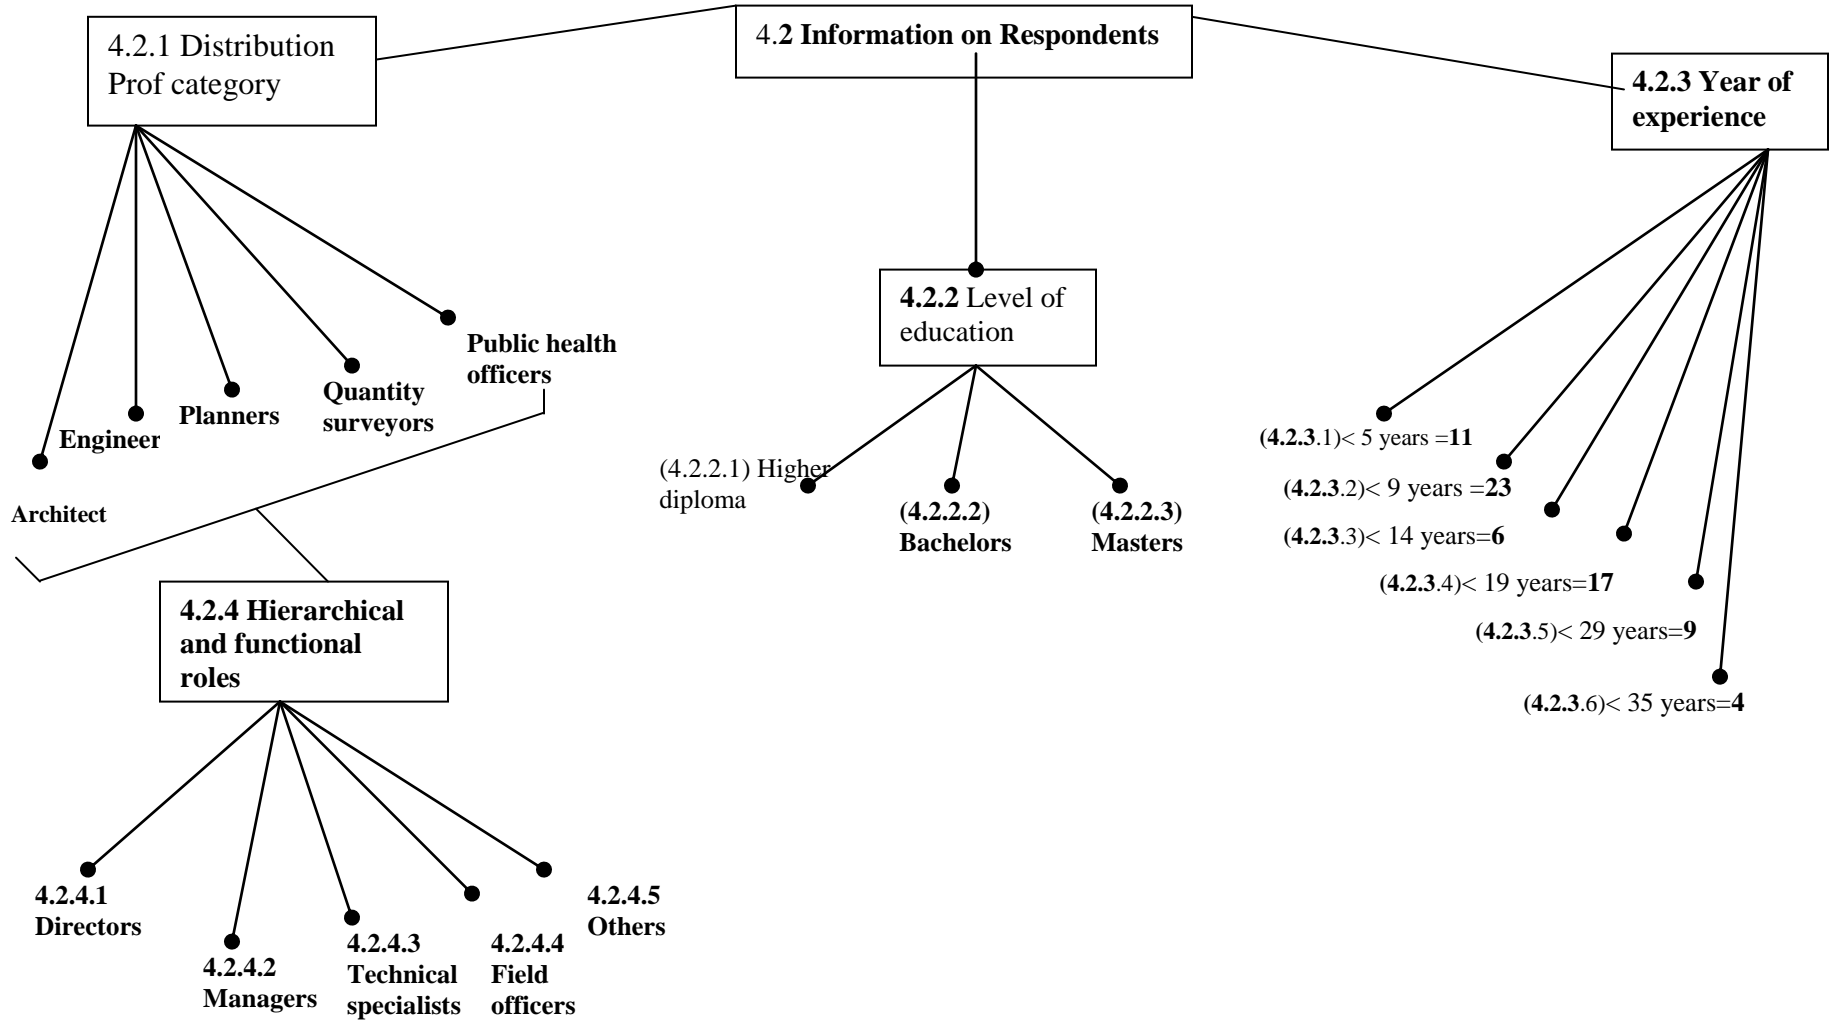 4.2 Information on Respondents
4.2.1 Distribution
Prof category
4.2.3 Year of
experience
4.2.2 Level of
education
Public health
officers
Quantity
surveyors
Planners
Engineer
Architect
(4.2.2.1) Higher
diploma
(4.2.2.2)
Bachelors
(4.2.2.3)
Masters
(4.2.3.1)< 5 years =11
(4.2.3.2)< 9 years =23
(4.2.3.3)< 14 years=6
(4.2.3.4)< 19 years=17
(4.2.3.5)< 29 years=9
(4.2.3.6)< 35 years=4
4.2.4 Hierarchical
and functional
roles
4.2.4.1
Directors
4.2.4.2
Managers
4.2.4.3
Technical
specialists
4.2.4.4
Field
officers
4.2.4.5
Others